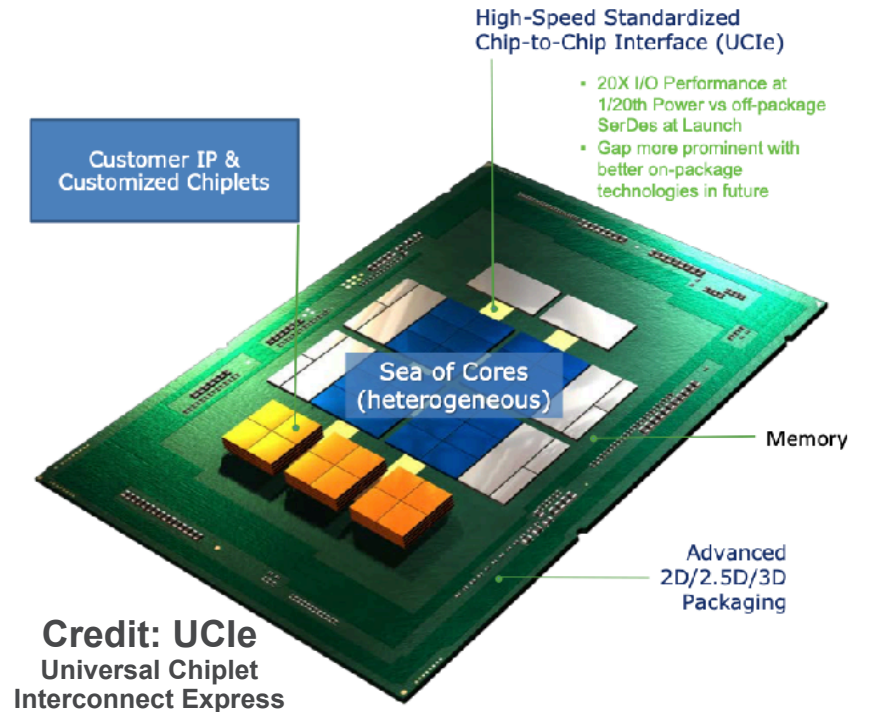 High-Speed Standardized
Chip-to-Chip Interface (UCIe)
• 20X I/O Performance at
1/20th Power vs off-package
SerDes at Launch
• Gap more prominent with
better on-package
technologies in future
Customer IP &
Customized Chiplets
Sea of Cores
(heterogeneous)
Memory
Advanced
2D/2.5D/3D
Packaging
Credit: UCIe
Universal Chiplet
Interconnect Express